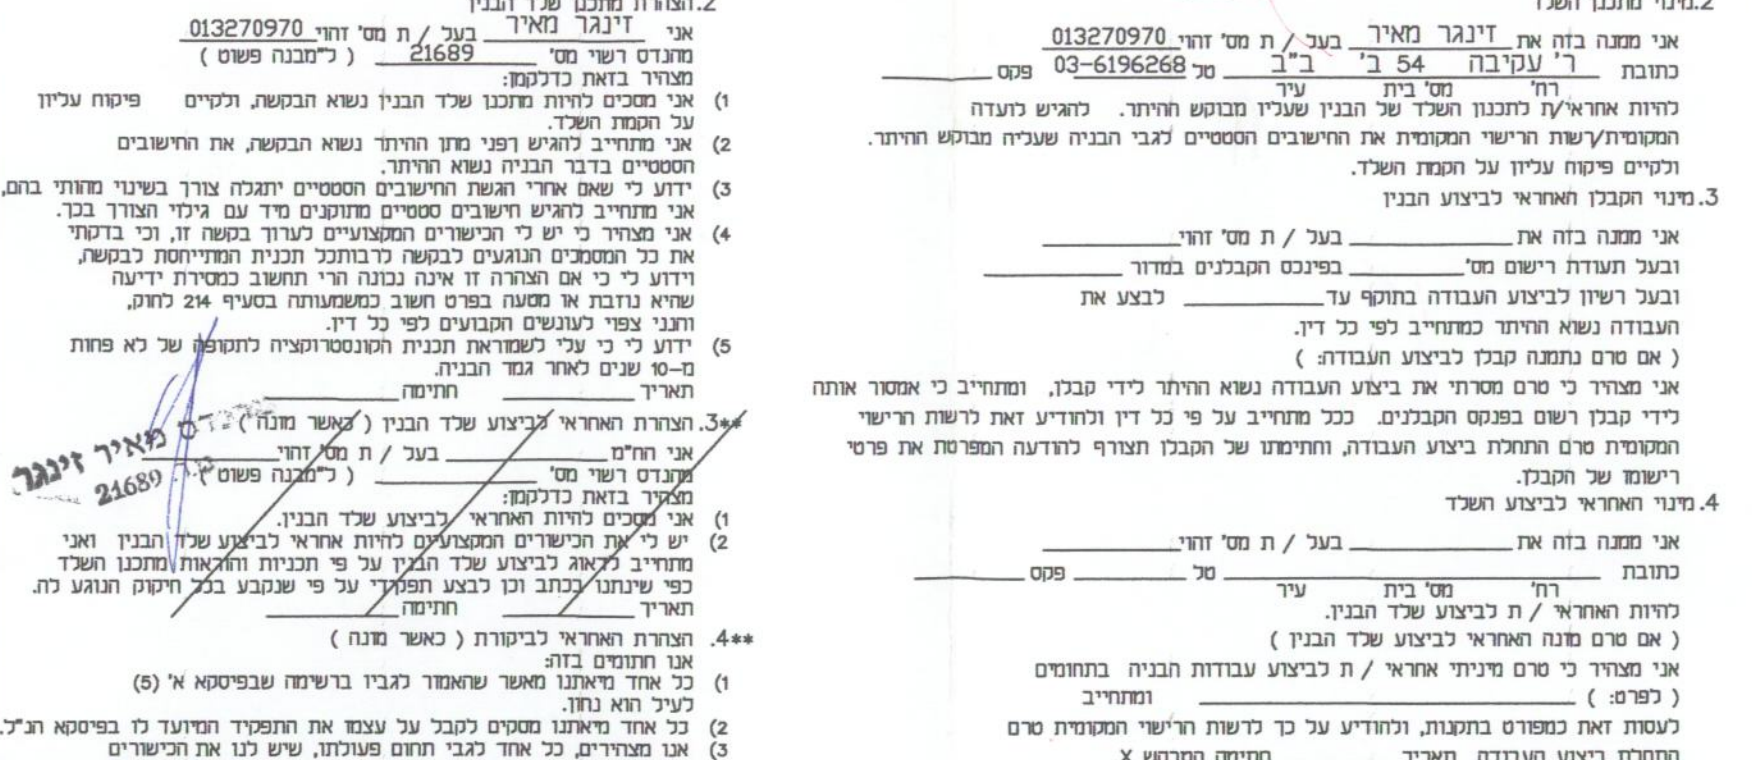 2. מינוי מתכנן השלד
אני ממנה בזה את זינגר מאיר בעל / ת מס' זהוי 013270970
כתובת ר' עקיבה 54 ב' ב"ב טל 03-6196268 פקס
רח' מס' בית עיר
להיות אחראי/ת לתכנון השלד של הבנין שעליו מבוקש ההיתר. להגיש לועדה
המקומית/רשות הרישוי המקומית את החישובים הסטטיים לגבי הבניה שעליה מבוקש ההיתר.
ולקיים פיקוח עליון על הקמת השלד.
3. מינוי הקבלן האחראי לביצוע הבנין
אני ממנה בזה את בעל / ת מס' זהוי
ובעל תעודת רישום מס' בפינכס הקבלנים במדור
ובעל רשיון לביצוע העבודה בתוקף עד לבצע את
העבודה נשוא ההיתר כמתחייב לפי כל דין.
( אם טרם נתמנה קבלן לביצוע העבודה: )
אני מצהיר כי טרם מסרתי את ביצוע העבודה נשוא ההיתר לידי קבלן, ומתחייב כי אמסור אותה
לידי קבלן רשום בפנקס הקבלנים. ככל מתחייב על פי כל דין ולהודיע זאת לרשות הרישוי
המקומית טרם התחלת ביצוע העבודה, וחתימתו של הקבלן תצורף להודעה המפרטת את פרטי
רישומו של הקבלן.
4. מינוי האחראי לביצוע השלד
אני ממנה בזה את בעל / ת מס' זהוי
כתובת טל פקס
רח' מס' בית עיר
להיות האחראי / ת לביצוע שלד הבנין.
( אם טרם מונה האחראי לביצוע שלד הבנין )
אני מצהיר כי טרם מיניתי אחראי / ת לביצוע עבודות הבניה בתחומים
( לפרט: ) ומתחייב
לעסות זאת כמפורט בתקנות, ולהודיע על כך לרשות הרישוי המקומית טרם
התחלת ביצוע העבודה תאריך חתימה המבקש X
2. הצהרת מתכנן שלד הבנין
אני זינגר מאיר בעל / ת מס' זהוי 013270970
מהנדס רשוי מס' 21689 ( ל"מבנה פשוט )
מצהיר בזאת כדלקמן:
1) אני מסכים להיות מתכנן שלד הבנין נשוא הבקשה, ולקיים פיקוח עליון
על הקמת השלד.
2) אני מתחייב להגיש לפני מתן ההיתר נשוא הבקשה, את החישובים
הסטטיים בדבר הבניה נשוא ההיתר.
3) ידוע לי שאם אחרי הגשת החישובים הסטטיים יתגלה צורך בשינוי מהותי בהם,
אני מתחייב להגיש חישובים סטטיים מתוקנים מיד עם גילוי הצורך בכך.
4) אני מצהיר כי יש לי הכישורים המקצועיים לערוך בקשה זו, וכי בדקתי
את כל המסמכים הנוגעים לבקשה לרבותכל תכנית המתייחסת לבקשה,
וידוע לי כי אם הצהרה זו אינה נכונה הרי תחשוב כמסירת ידיעה
שהיא נוזבת או מטעה בפרט חשוב כמשמעותה בסעיף 214 לחוק,
והנני צפוי לעונשים הקבועים לפי כל דין.
5) ידוע לי כי עלי לשמוראת תכנית הקונסטרוקציה לתקופה של לא פחות
מ-10 שנים לאחר גמר הבניה.
תאריך חתימה
**3. הצהרת האחראי לביצוע שלד הבנין ( כאשר מונה )
אני הח"מ בעל / ת מס' זהוי
מהנדס רשוי מס' ( ל"מבנה פשוט )
מצהיר בזאת כדלקמן:
1) אני מסכים להיות האחראי לביצוע שלד הבנין.
2) יש לי את הכישורים המקצועיים להיות אחראי לביצוע שלד הבנין ואני
מתחייב לדאוג לביצוע שלד הבנין על פי תכניות והוראות מתכנן השלד
כפי שינתנו בכתב וכן לבצע תפקידי על פי שנקבע בכל חיקוק הנוגע לה.
תאריך חתימה
מאיר זינגר
21689
**4. הצהרת האחראי לביקורת ( כאשר מונה )
אנו חתומים בזה:
1) כל אחד מיאתנו מאשר שהאמור לגביו ברשימה שבפיסקא א' (5)
לעיל הוא נחון.
2) כל אחד מיאתנו מסקים לקבל על עצמו את התפקיד המיועד לו בפיסקא הנ"ל.
3) אנו מצהירים, כל אחד לגבי תחום פעולתו, שיש לנו את הכישורים